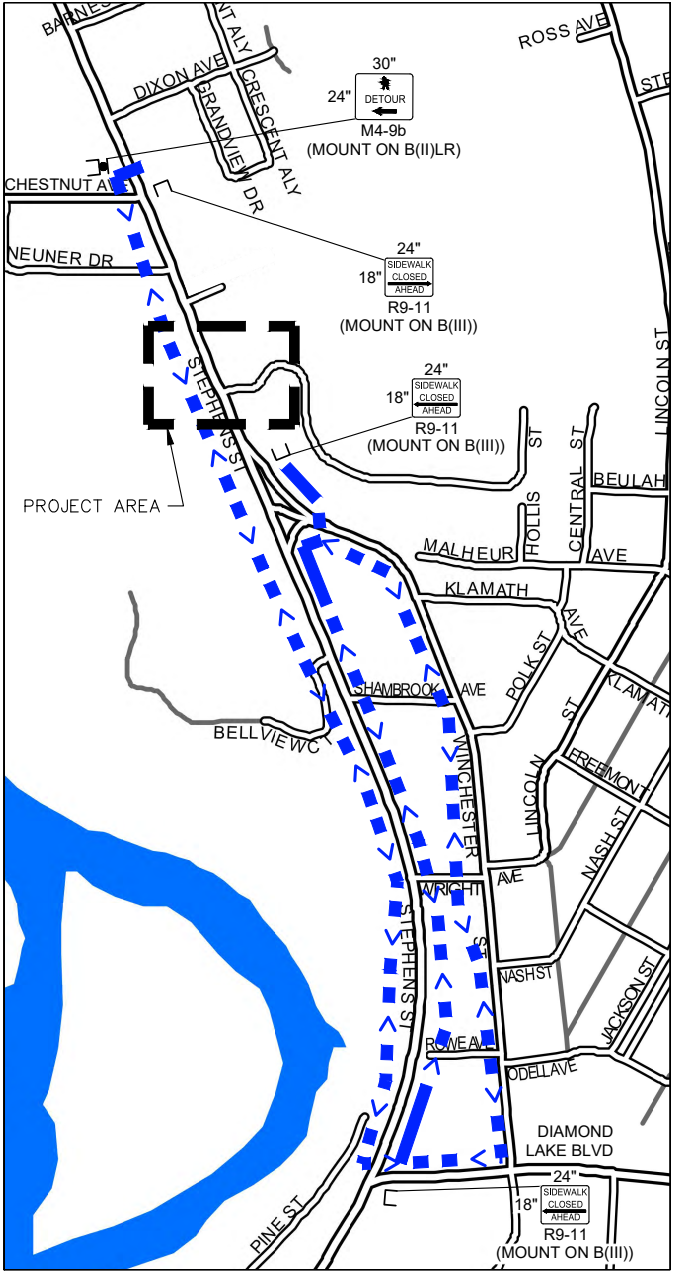 BARNES
NT ALY
ROSS AVE
DIXON AVE
CRESCENT ALY
GRANDVIEW DR
STE
30"
24"
DETOUR
M4-9b
(MOUNT ON B(II)LR)
CHESTNUT AVE
NEUNER DR
24"
18"
SIDEWALK
CLOSED
AHEAD
R9-11
(MOUNT ON B(III))
LINCOLN ST
STEPHENS ST
24"
18"
SIDEWALK
CLOSED
AHEAD
R9-11
(MOUNT ON B(III))
PROJECT AREA
HOLLIS ST
CENTRAL ST
BEULAH
MALHEUR AVE
KLAMATH AVE
POLK ST
KLAMATH
SHAMBROOK AVE
BELLVIEW CT
WINCHESTER ST
LINCOLN ST
FREEMONT
NASH ST
WRIGHT AVE
STEPHENS ST
NASH ST
JACKSON ST
ROWE AVE
ODELL AVE
DIAMOND
LAKE BLVD
PINE ST
24"
18"
SIDEWALK
CLOSED
AHEAD
R9-11
(MOUNT ON B(III))